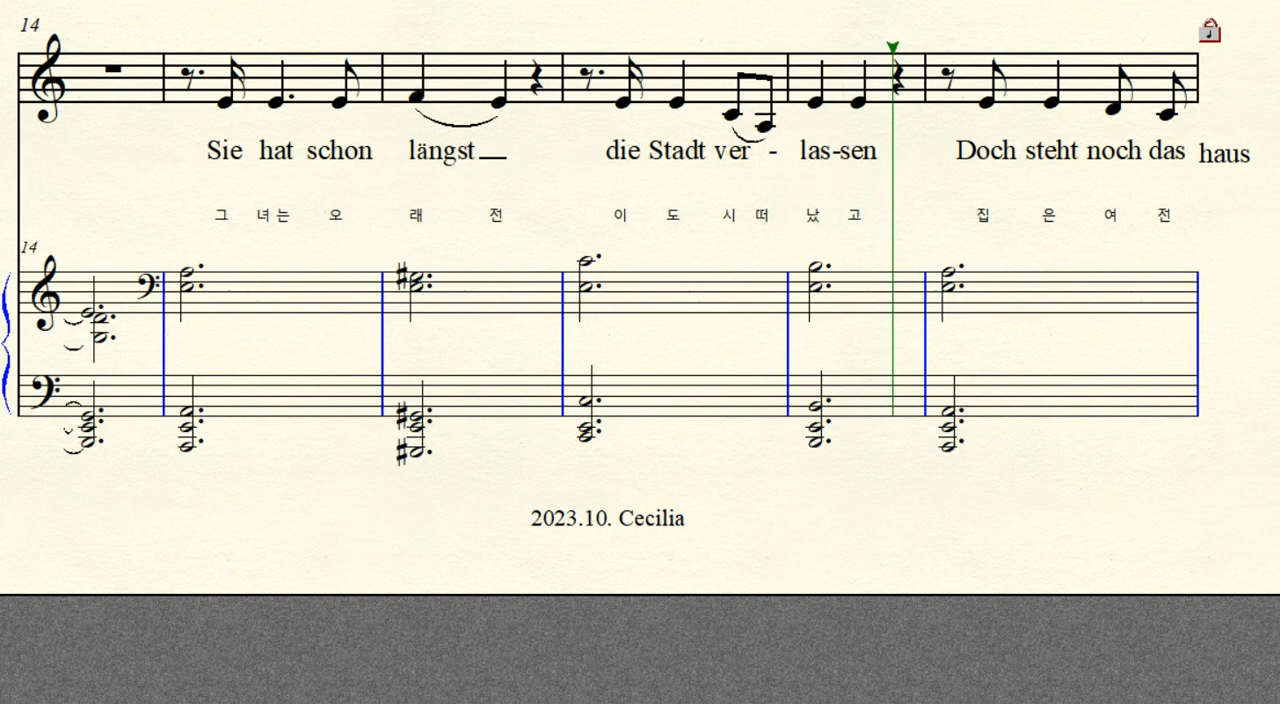 14
Sie hat schon längst die Stadt ver - las-sen Doch steht noch das haus
그 녀 는 오 래 전 이 도 시 떠 났 고 집 은 여 전
14
2023.10. Cecilia